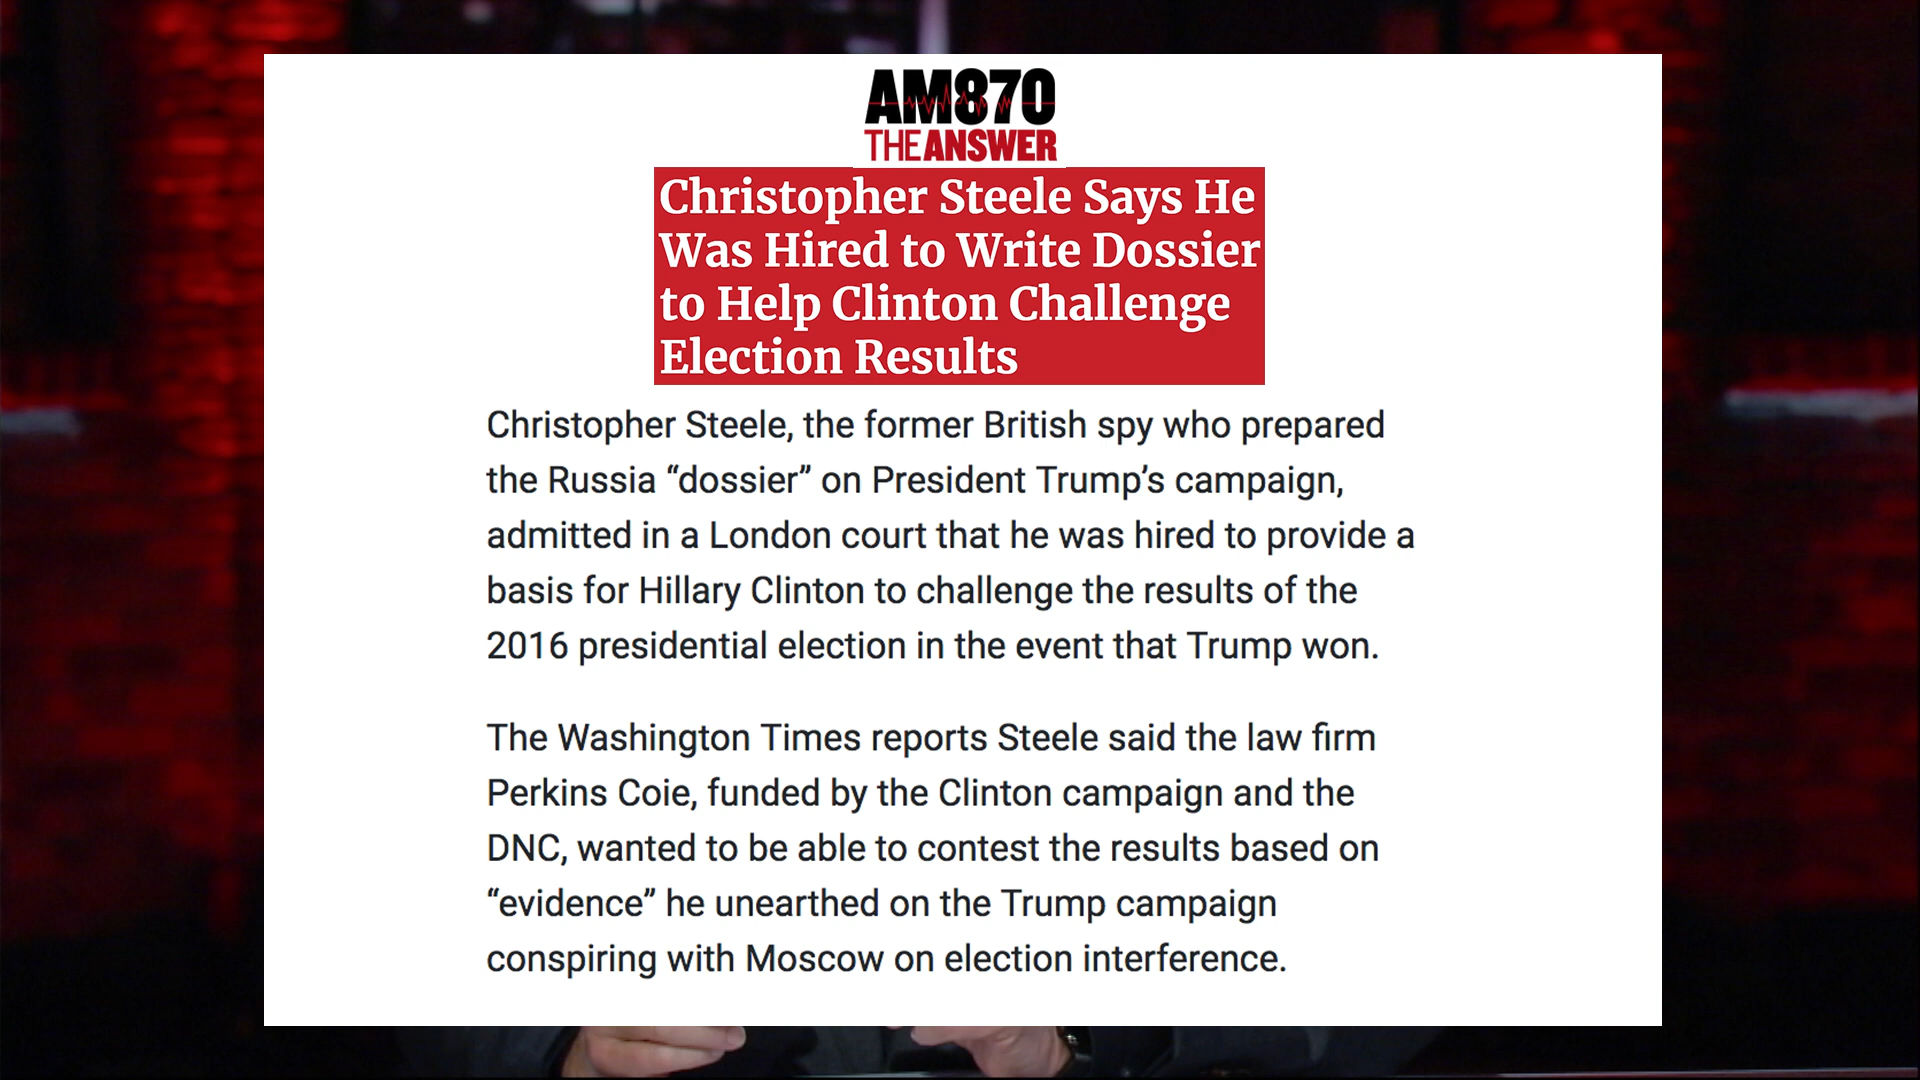 AM870
THE ANSWER
Christopher Steele Says He
Was Hired to Write Dossier
to Help Clinton Challenge
Election Results
Christopher Steele, the former British spy who prepared
the Russia “dossier” on President Trump’s campaign,
admitted in a London court that he was hired to provide a
basis for Hillary Clinton to challenge the results of the
2016 presidential election in the event that Trump won.
The Washington Times reports Steele said the law firm
Perkins Coie, funded by the Clinton campaign and the
DNC, wanted to be able to contest the results based on
“evidence” he unearthed on the Trump campaign
conspiring with Moscow on election interference.